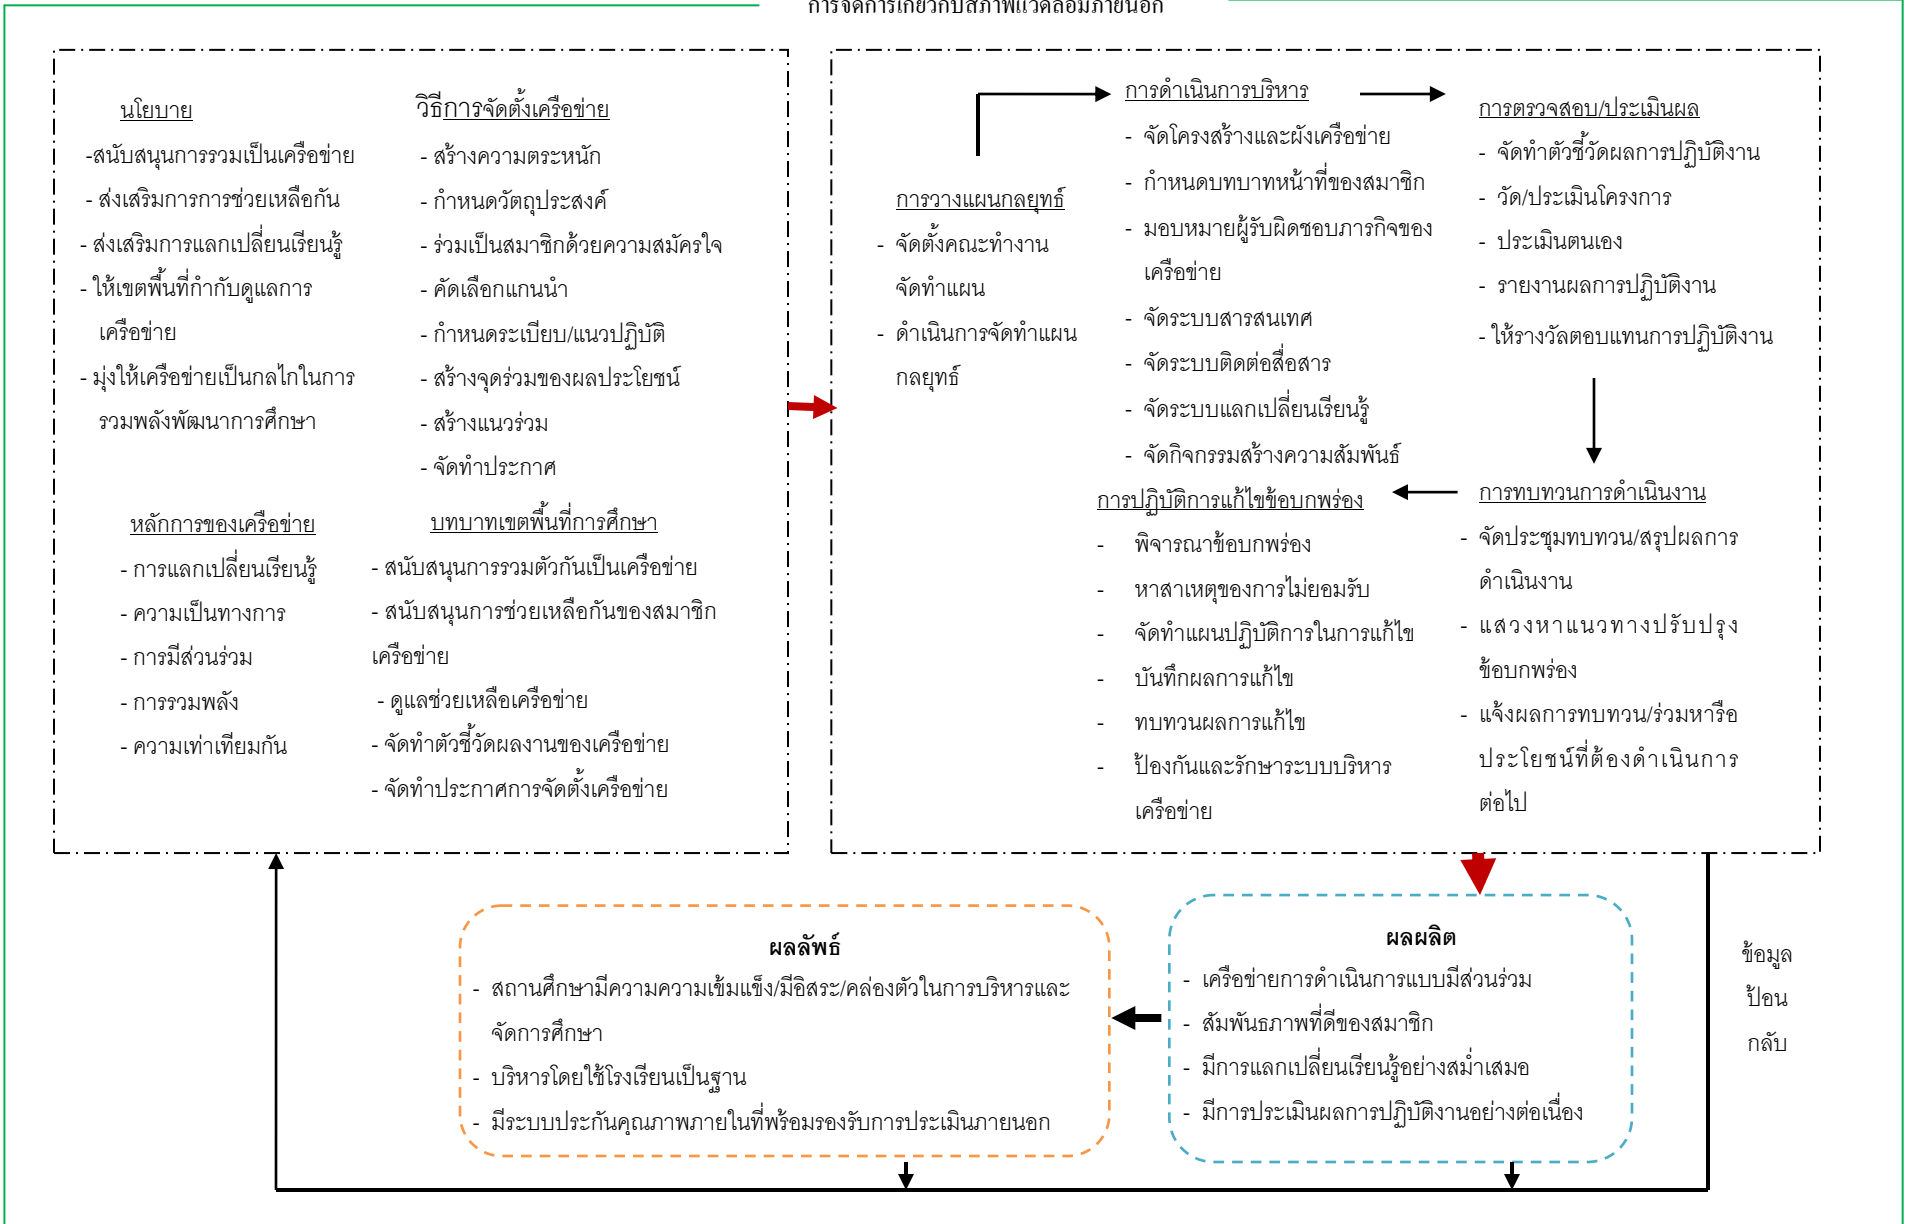 การจัดการเกี่ยวกับสภาพแวดล้อมภายนอก
นโยบาย
-สนับสนุนการรวมเป็นเครือข่าย
- ส่งเสริมการการช่วยเหลือกัน
- ส่งเสริมการแลกเปลี่ยนเรียนรู้
- ให้เขตพื้นที่กำกับดูแลการ
เครือข่าย
- มุ่งให้เครือข่ายเป็นกลไกในการ
รวมพลังพัฒนาการศึกษา
วิธีการจัดตั้งเครือข่าย
- สร้างความตระหนัก
- กำหนดวัตถุประสงค์
- ร่วมเป็นสมาชิกด้วยความสมัครใจ
- คัดเลือกแกนนำ
- กำหนดระเบียบ/แนวปฏิบัติ
- สร้างจุดร่วมของผลประโยชน์
- สร้างแนวร่วม
- จัดทำประกาศ
หลักการของเครือข่าย
- การแลกเปลี่ยนเรียนรู้
- ความเป็นทางการ
- การมีส่วนร่วม
- การรวมพลัง
- ความเท่าเทียมกัน
บทบาทเขตพื้นที่การศึกษา
- สนับสนุนการรวมตัวกันเป็นเครือข่าย
- สนับสนุนการช่วยเหลือกันของสมาชิก
เครือข่าย
- ดูแลช่วยเหลือเครือข่าย
- จัดทำตัวชี้วัดผลงานของเครือข่าย
- จัดทำประกาศการจัดตั้งเครือข่าย
การวางแผนกลยุทธ์
- จัดตั้งคณะทำงาน
จัดทำแผน
- ดำเนินการจัดทำแผน
กลยุทธ์
การดำเนินการบริหาร
- จัดโครงสร้างและผังเครือข่าย
- กำหนดบทบาทหน้าที่ของสมาชิก
- มอบหมายผู้รับผิดชอบภารกิจของ
เครือข่าย
- จัดระบบสารสนเทศ
- จัดระบบติดต่อสื่อสาร
- จัดระบบแลกเปลี่ยนเรียนรู้
- จัดกิจกรรมสร้างความสัมพันธ์
การตรวจสอบ/ประเมินผล
- จัดทำตัวชี้วัดผลการปฏิบัติงาน
- วัด/ประเมินโครงการ
- ประเมินตนเอง
- รายงานผลการปฏิบัติงาน
- ให้รางวัลตอบแทนการปฏิบัติงาน
การทบทวนการดำเนินงาน
- จัดประชุมทบทวน/สรุปผลการ
ดำเนินงาน
- แสวงหาแนวทางปรับปรุง
ข้อบกพร่อง
- แจ้งผลการทบทวน/ร่วมหารือ
ประโยชน์ที่ต้องดำเนินการ
ต่อไป
การปฏิบัติการแก้ไขข้อบกพร่อง
- พิจารณาข้อบกพร่อง
- หาสาเหตุของการไม่ยอมรับ
- จัดทำแผนปฏิบัติการในการแก้ไข
- บันทึกผลการแก้ไข
- ทบทวนผลการแก้ไข
- ป้องกันและรักษาระบบบริหาร
เครือข่าย
ผลลัพธ์
- สถานศึกษามีความความเข้มแข็ง/มีอิสระ/คล่องตัวในการบริหารและ
จัดการศึกษา
- บริหารโดยใช้โรงเรียนเป็นฐาน
- มีระบบประกันคุณภาพภายในที่พร้อมรองรับการประเมินภายนอก
ผลผลิต
- เครือข่ายการดำเนินการแบบมีส่วนร่วม
- สัมพันธภาพที่ดีของสมาชิก
- มีการแลกเปลี่ยนเรียนรู้อย่างสม่ำเสมอ
- มีการประเมินผลการปฏิบัติงานอย่างต่อเนื่อง
ข้อมูล
ป้อน
กลับ